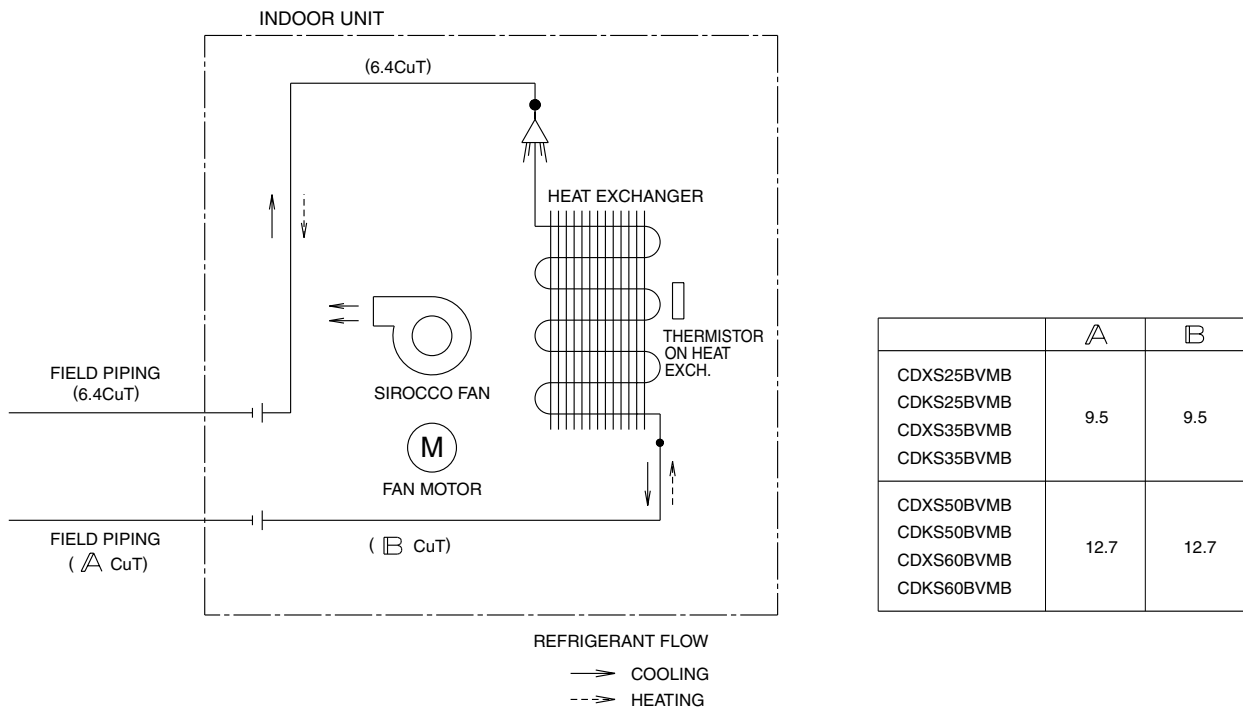 INDOOR UNIT
(6.4CuT)
HEAT EXCHANGER
THERMISTOR
ON HEAT
EXCH.
SIROCCO FAN
M
FAN MOTOR
FIELD PIPING
(6.4CuT)
FIELD PIPING
( A CuT)
( B CuT)
REFRIGERANT FLOW
COOLING
HEATING
A B
CDXS25BVMB
CDKS25BVMB
CDXS35BVMB
CDKS35BVMB
9.5 9.5
CDXS50BVMB
CDKS50BVMB
CDXS60BVMB
CDKS60BVMB
12.7 12.7